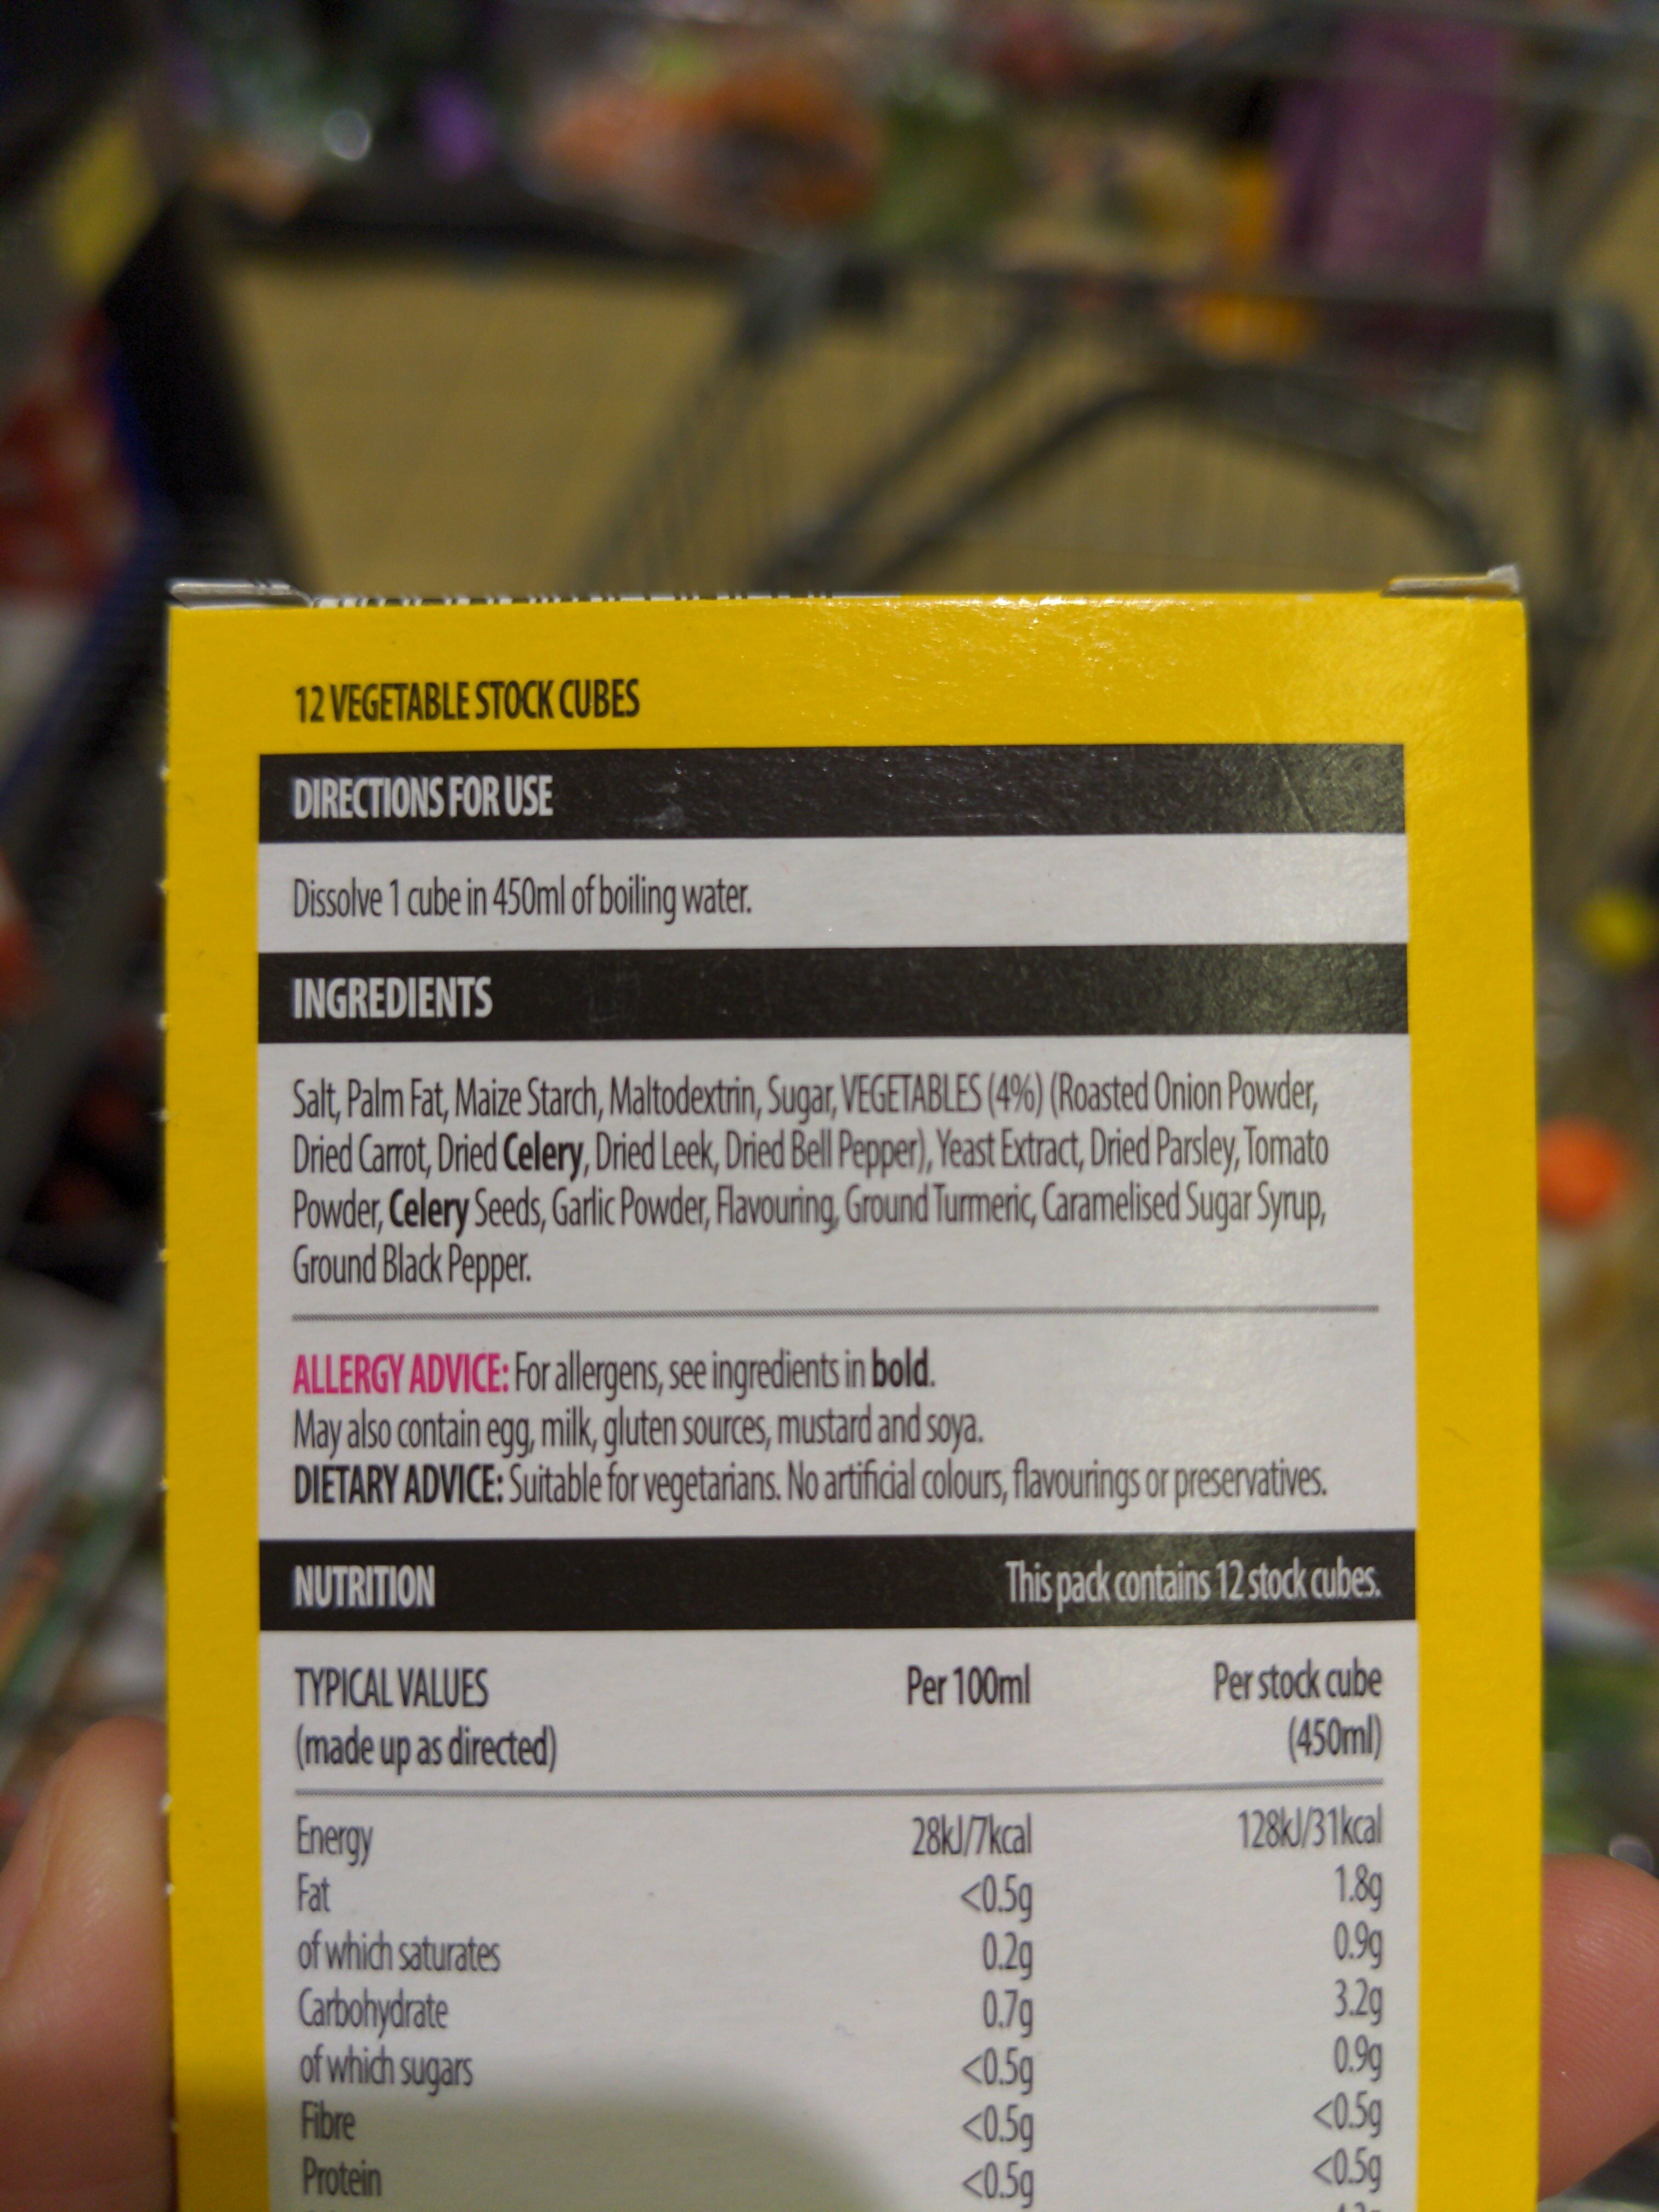 12 VEGETABLE STOCK CUBES
DIRECTIONS FOR USE
Dissolve 1 cube in 450ml of boiling water.
INGREDIENTS
Salt, Palm Fat, Maize Starch, Maltodextrin, Sugar, VEGETABLES (4%) (Roasted Onion Powder,
Dried Carrot, Dried Celery, Dried Leek, Dried Bell Pepper), Yeast Extract, Dried Parsley, Tomato
Powder, Celery Seeds, Garlic Powder, Flavouring, Ground Turmeric, Caramelised Sugar Syrup,
Ground Black Pepper.
ALLERGY ADVICE: For allergens, see ingredients in bold.
May also contain egg, milk, gluten sources, mustard and soya.
DIETARY ADVICE: Suitable for vegetarians. No artificial colours, flavourings or preservatives.
NUTRITION This pack contains 12 stock cubes.
TYPICAL VALUES Per 100ml Per stock cube
(made up as directed) (450ml)
Energy 28kJ/7kcal 128kJ/31kcal
Fat <0.5g 1.8g
of which saturates 0.2g 0.9g
Carbohydrate 0.7g 3.2g
of which sugars <0.5g 0.9g
Fibre <0.5g <0.5g
Protein <0.5g <0.5g